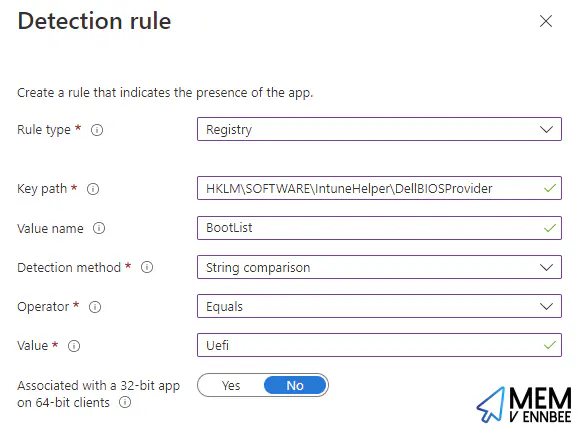 Detection rule
Create a rule that indicates the presence of the app.
Rule type *
Registry
Key path *
HKLM\SOFTWARE\IntuneHelper\DellBIOSProvider
Value name
BootList
Detection method *
String comparison
Operator *
Equals
Value *
Uefi
Associated with a 32-bit app
on 64-bit clients
Yes No
MEM
V ENNBEE